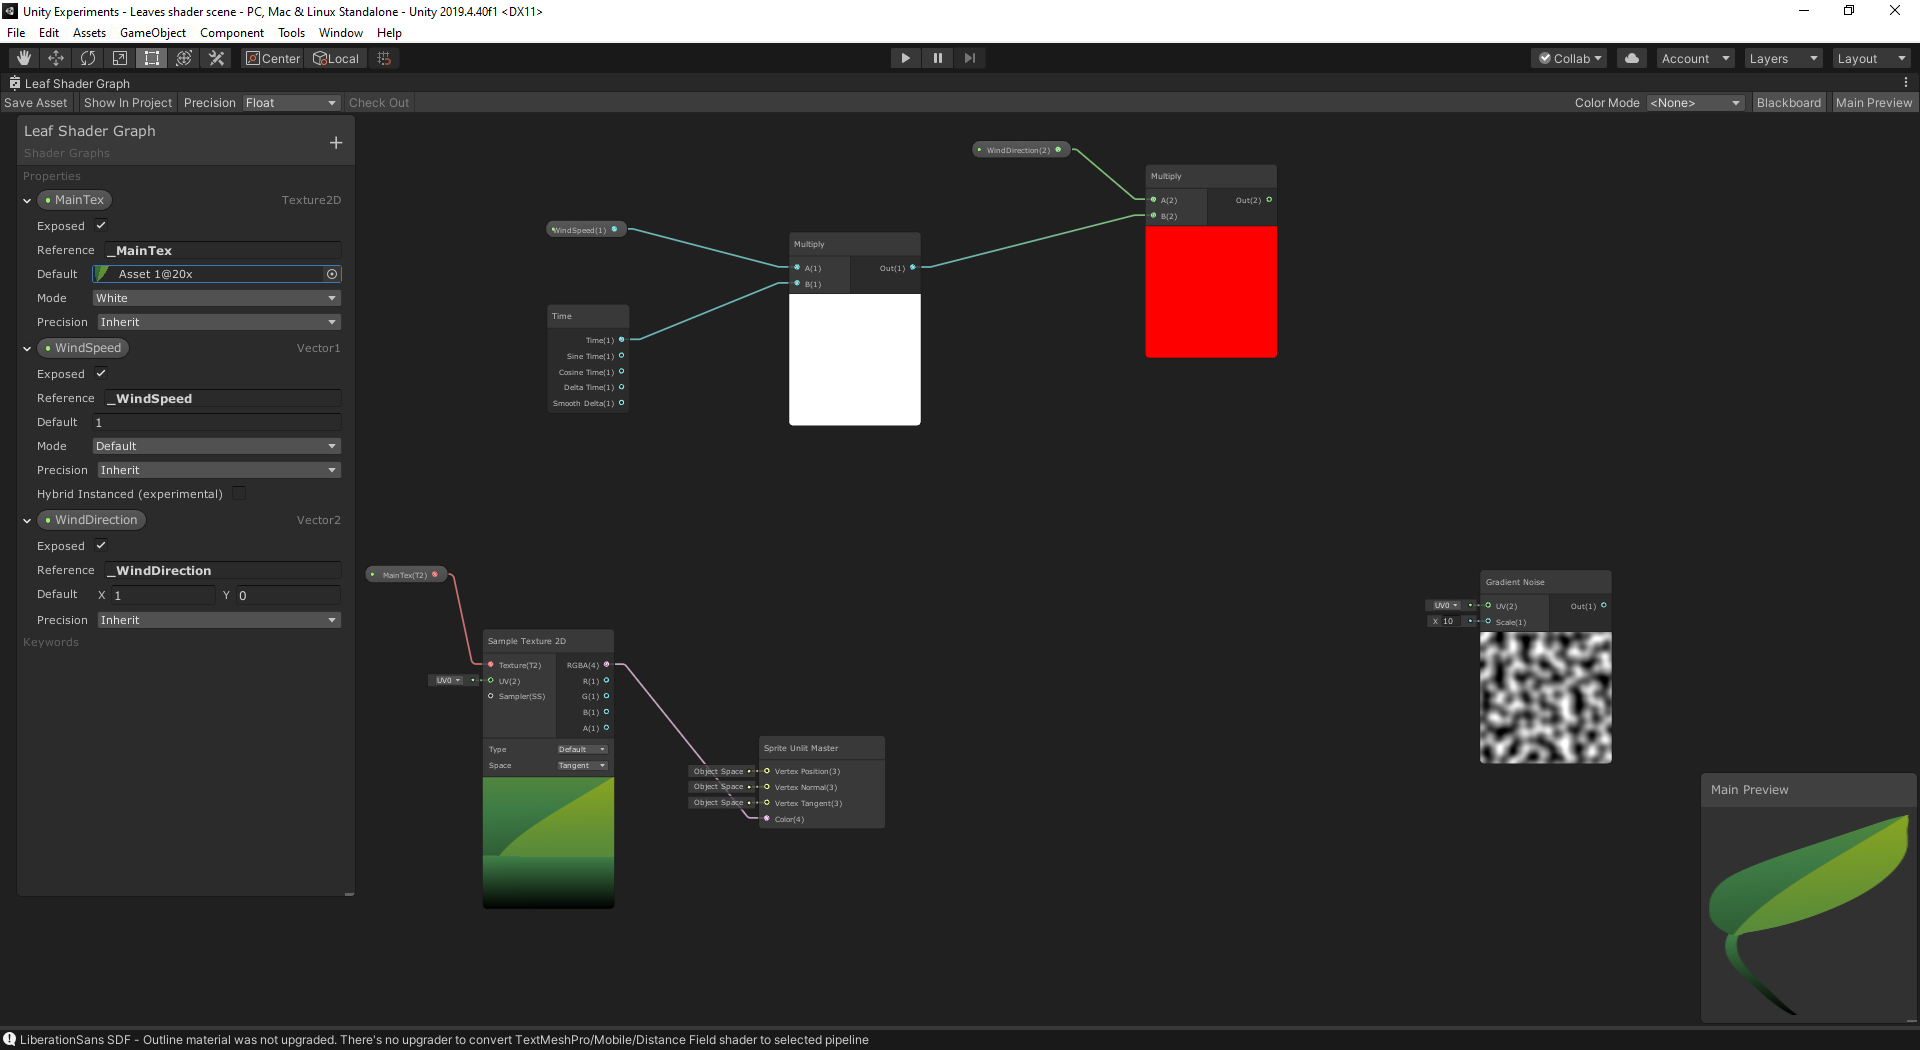 Unity Experiments - Leaves shader scene - PC, Mac & Linux Standalone - Unity 2019.4.40f1 <DX11>
File Edit Assets GameObject Component Tools Window Help
Center Local Collab Account Layers Layout
Leaf Shader Graph
Save Asset Show In Project Precision Float Check Out Color Mode <None> Blackboard Main Preview
Leaf Shader Graph
Shader Graphs
Properties
MainTex Texture2D
Exposed
Reference _MainTex
Default Asset 1@20x
Mode White
Precision Inherit
WindSpeed Vector1
Exposed
Reference _WindSpeed
Default 1
Mode Default
Precision Inherit
Hybrid Instanced (experimental)
WindDirection Vector2
Exposed
Reference _WindDirection
Default X 1 Y 0
Precision Inherit
Keywords
WindSpeed(1)
Time
Time(1)
Sine Time(1)
Cosine Time(1)
Delta Time(1)
Smooth Delta(1)
Multiply
A(1) Out(1)
B(1)
WindDirection(2)
Multiply
A(2) Out(2)
B(2)
MainTex(T2)
Sample Texture 2D
Texture(T2) RGBA(4)
UV0 UV(2) R(1)
Sampler(SS) G(1)
B(1)
A(1)
Type Default
Space Tangent
Sprite Unlit Master
Object Space Vertex Position(3)
Object Space Vertex Normal(3)
Object Space Vertex Tangent(3)
Color(4)
Gradient Noise
UV0 UV(2) Out(1)
X 10 Scale(1)
Main Preview
LiberationSans SDF - Outline material was not upgraded. There's no upgrader to convert TextMeshPro/Mobile/Distance Field shader to selected pipeline